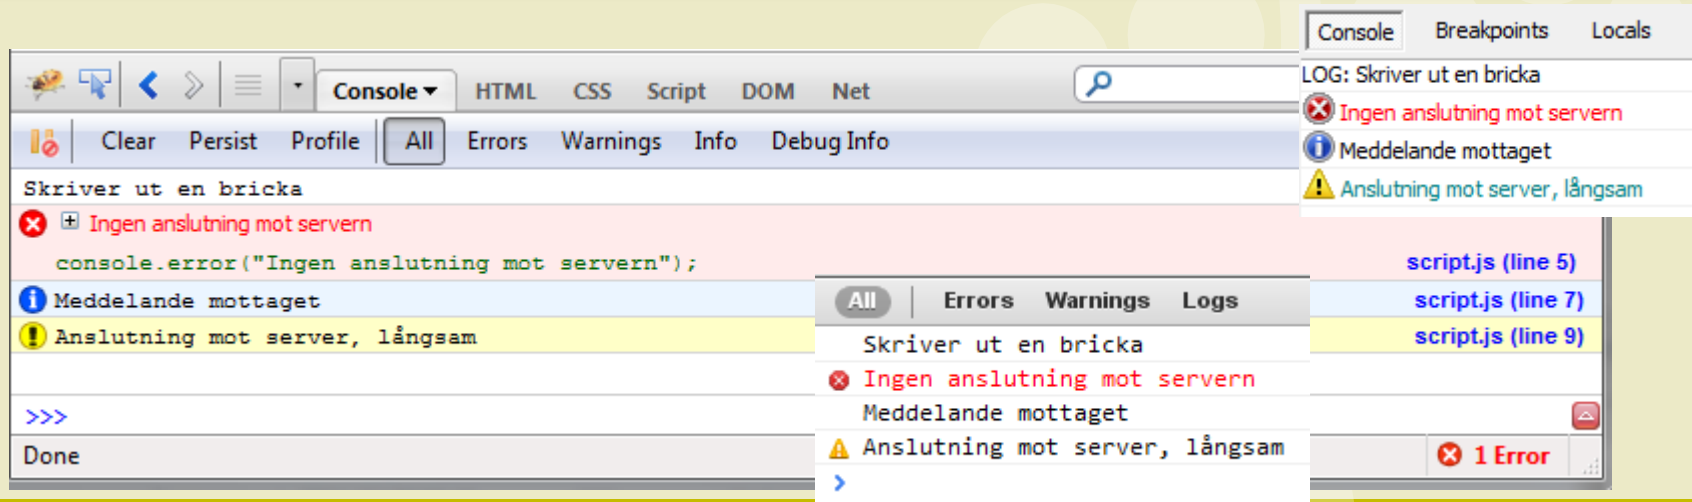 Console HTML CSS Script DOM Net
Clear Persist Profile All Errors Warnings Info Debug Info
Skriver ut en bricka
Ingen anslutning mot servern
console.error("Ingen anslutning mot servern"); script.js (line 5)
Meddelande mottaget script.js (line 7)
Anslutning mot server, långsam script.js (line 9)
>>>
Done 1 Error
Console Breakpoints Locals
LOG: Skriver ut en bricka
Ingen anslutning mot servern
Meddelande mottaget
Anslutning mot server, långsam
All Errors Warnings Logs
Skriver ut en bricka
Ingen anslutning mot servern
Meddelande mottaget
Anslutning mot server, långsam
>